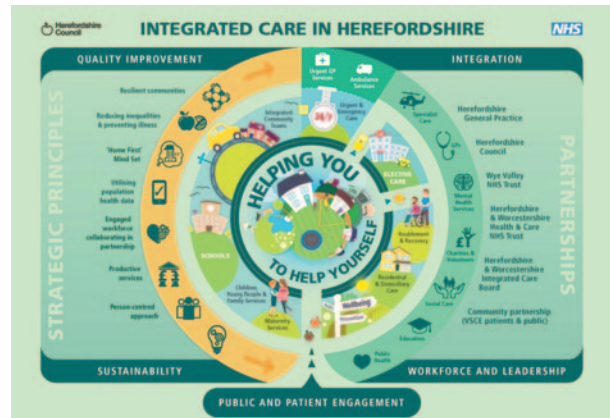 Herefordshire
Council
INTEGRATED CARE IN HEREFORDSHIRE
NHS
QUALITY IMPROVEMENT
INTEGRATION
STRATEGIC PRINCIPLES
Resilient communities
Reducing inequalities
& preventing illness
'Home First'
Mind Set
Utilising
population
health data
Engaged
workforce
collaborating in
partnership
Productive
services
Person-centred
approach
Urgent GP
Services
Ambulance
Services
Specialist
Care
GPs
Mental
Health
Services
Charities &
Volunteers
Social Care
Education
Public
Health
Integrated
Community
Teams
24/7
Urgent &
Emergency
Care
ELECTIVE CARE
Reablement
& Recovery
Residential
& Domiciliary
Care
Wellbeing
Prevention
Maternity
Services
Children,
Young People &
Family Services
SCHOOLS
HELPING YOU
TO HELP YOURSELF
PARTNERSHIPS
Herefordshire
General Practice
Herefordshire
Council
Wye Valley
NHS Trust
Herefordshire
& Worcestershire
Health & Care
NHS Trust
Herefordshire
& Worcestershire
Integrated Care
Board
Community partnership
(VSCE patients & public)
SUSTAINABILITY
WORKFORCE AND LEADERSHIP
PUBLIC AND PATIENT ENGAGEMENT